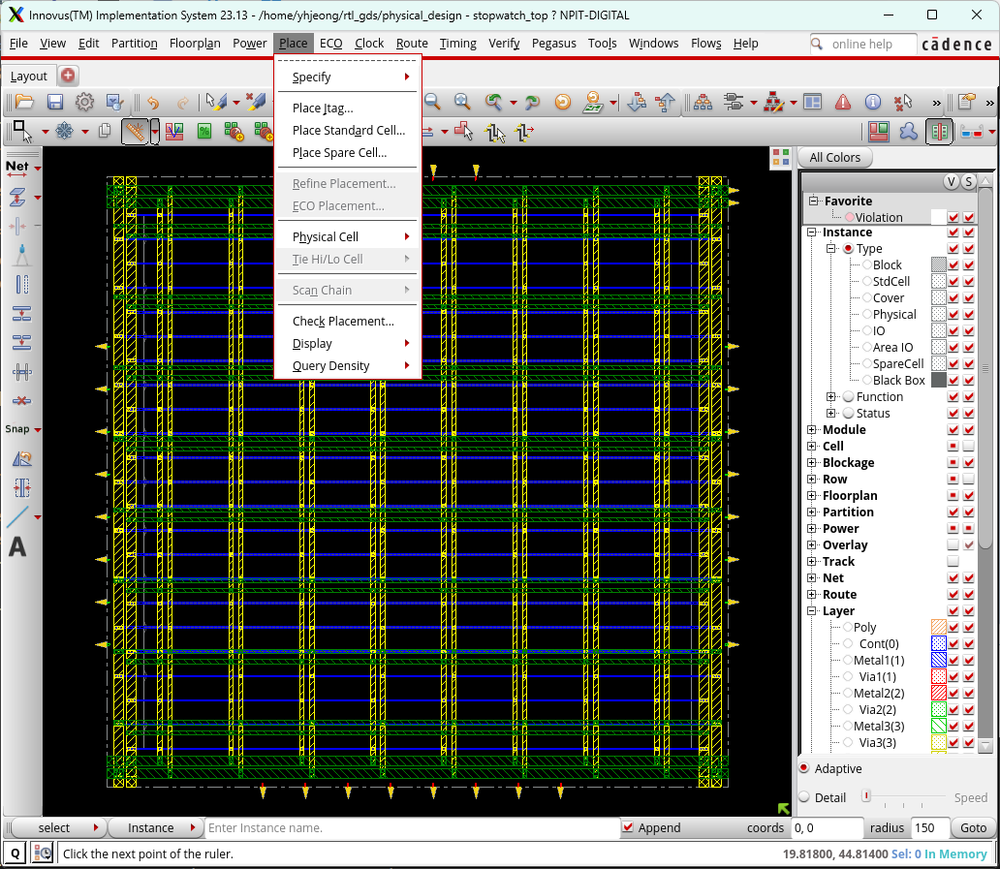 Innovus(TM) Implementation System 23.13 - /home/yhjeong/rtl_gds/physical_design - stopwatch_top ? NPIT-DIGITAL
File View Edit Partition Floorplan Power Place ECO Clock Route Timing Verify Pegasus Tools Windows Flows Help
online help
cādence
Layout
Specify
Place Jtag...
Place Standard Cell...
Place Spare Cell...
Refine Placement...
ECO Placement...
Physical Cell
Tie Hi/Lo Cell
Scan Chain
Check Placement...
Display
Query Density
Net
Snap
A
All Colors
V S
Favorite
Violation
Instance
Type
Block
StdCell
Cover
Physical
IO
Area IO
SpareCell
Black Box
Function
Status
Module
Cell
Blockage
Row
Floorplan
Partition
Power
Overlay
Track
Net
Route
Layer
Poly
Cont(0)
Metal1(1)
Via1(1)
Metal2(2)
Via2(2)
Metal3(3)
Via3(3)
Adaptive
Detail
Speed
select Instance Enter Instance name. Append coords 0, 0 radius 150 Goto
Q Click the next point of the ruler. 19.81800, 44.81400 Sel: 0 In Memory